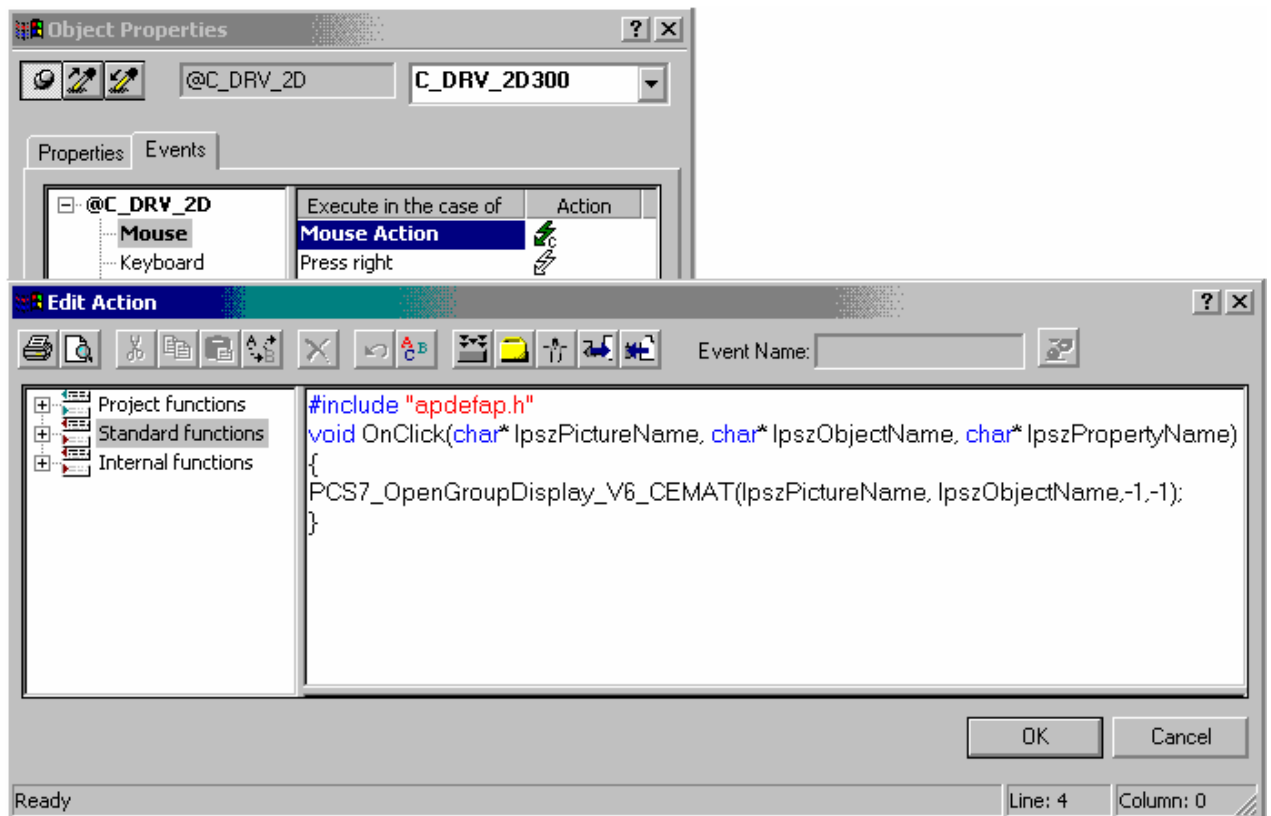 Object Properties
@C_DRV_2D C_DRV_2D300
Properties Events
@C_DRV_2D Execute in the case of Action
Mouse Mouse Action
Keyboard Press right
Edit Action
Event Name:
Project functions
Standard functions
Internal functions
#include "apdefap.h"
void OnClick(char* lpszPictureName, char* lpszObjectName, char* lpszPropertyName)
{
PCS7_OpenGroupDisplay_V6_CEMAT(lpszPictureName, lpszObjectName,-1,-1);
}
OK Cancel
Ready Line: 4 Column: 0